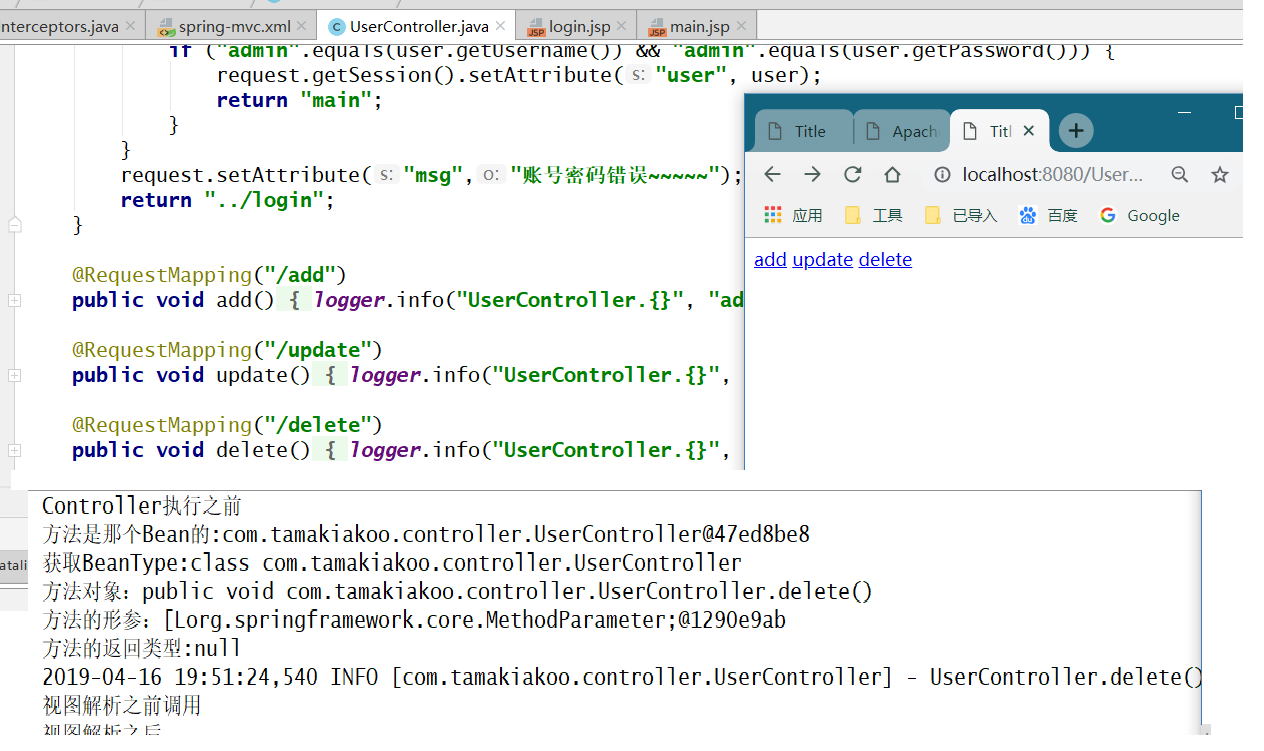 nterceptors.java spring-mvc.xml UserController.java login.jsp main.jsp
if ("admin".equals(user.getUsername()) && "admin".equals(user.getPassword())) {
request.getSession().setAttribute( s: "user", user);
return "main";
}
}
request.setAttribute( s: "msg", o: "账号密码错误~~~~~");
return "../login";
}
@RequestMapping("/add")
public void add() { logger.info("UserController.{}", "ad
@RequestMapping("/update")
public void update() { logger.info("UserController.{}",
@RequestMapping("/delete")
public void delete() { logger.info("UserController.{}",
Title Apach Titl
localhost:8080/User...
应用 工具 已导入 百度 Google
add update delete
atali
Controller执行之前
方法是那个Bean的:com.tamakiakoo.controller.UserController@47ed8be8
获取BeanType:class com.tamakiakoo.controller.UserController
方法对象: public void com.tamakiakoo.controller.UserController.delete()
方法的形参: [Lorg.springframework.core.MethodParameter;@1290e9ab
方法的返回类型:null
2019-04-16 19:51:24,540 INFO [com.tamakiakoo.controller.UserController] - UserController.delete()
视图解析之前调用
视图解析之后